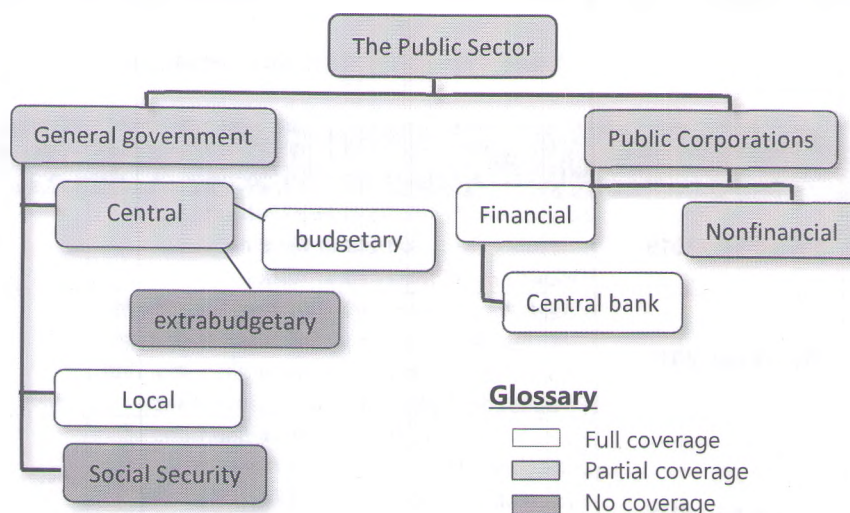 The Public Sector
General government
Public Corporations
Central
Financial
budgetary
Nonfinancial
extrabudgetary
Central bank
Local
Social Security
Glossary
Full coverage
Partial coverage
No coverage